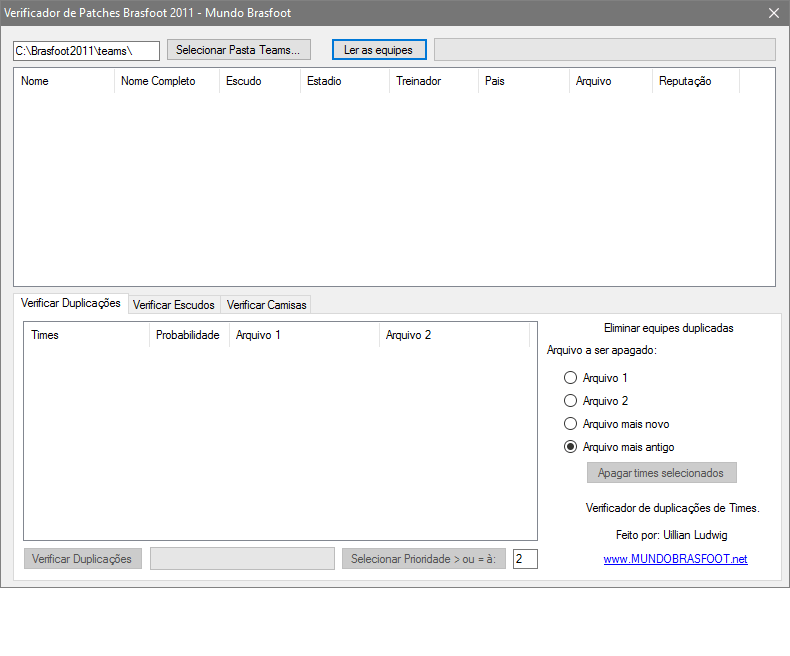 Verificador de Patches Brasfoot 2011 - Mundo Brasfoot
C:\Brasfoot2011\teams\ Selecionar Pasta Teams... Ler as equipes
Nome Nome Completo Escudo Estadio Treinador Pais Arquivo Reputação
Verificar Duplicações Verificar Escudos Verificar Camisas
Times Probabilidade Arquivo 1 Arquivo 2
Eliminar equipes duplicadas
Arquivo a ser apagado:
Arquivo 1
Arquivo 2
Arquivo mais novo
Arquivo mais antigo
Apagar times selecionados
Verificador de duplicações de Times.
Feito por: Uillian Ludwig
Verificar Duplicações Selecionar Prioridade > ou = à: 2
www.MUNDOBRASFOOT.net